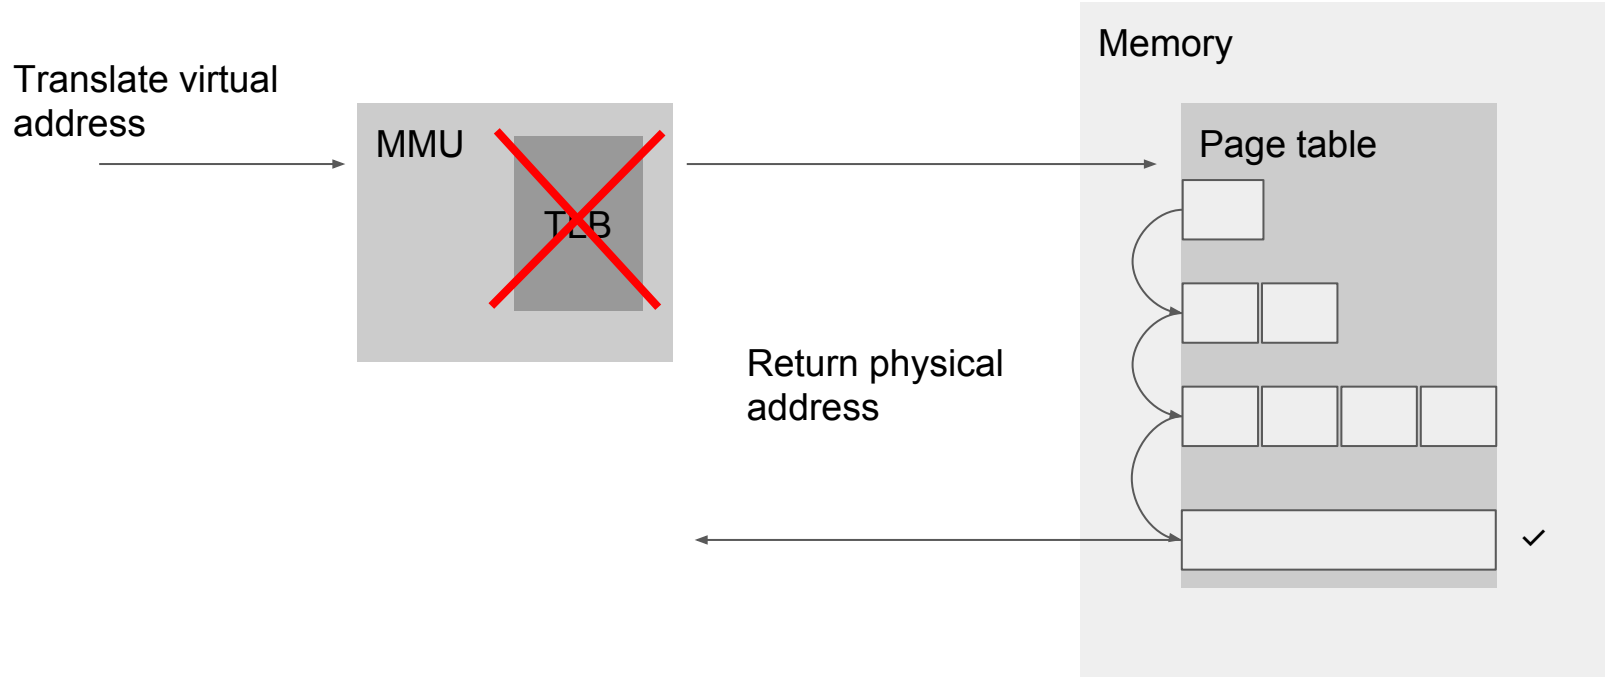 Translate virtual
address
MMU
TLB
Memory
Page table
Return physical
address